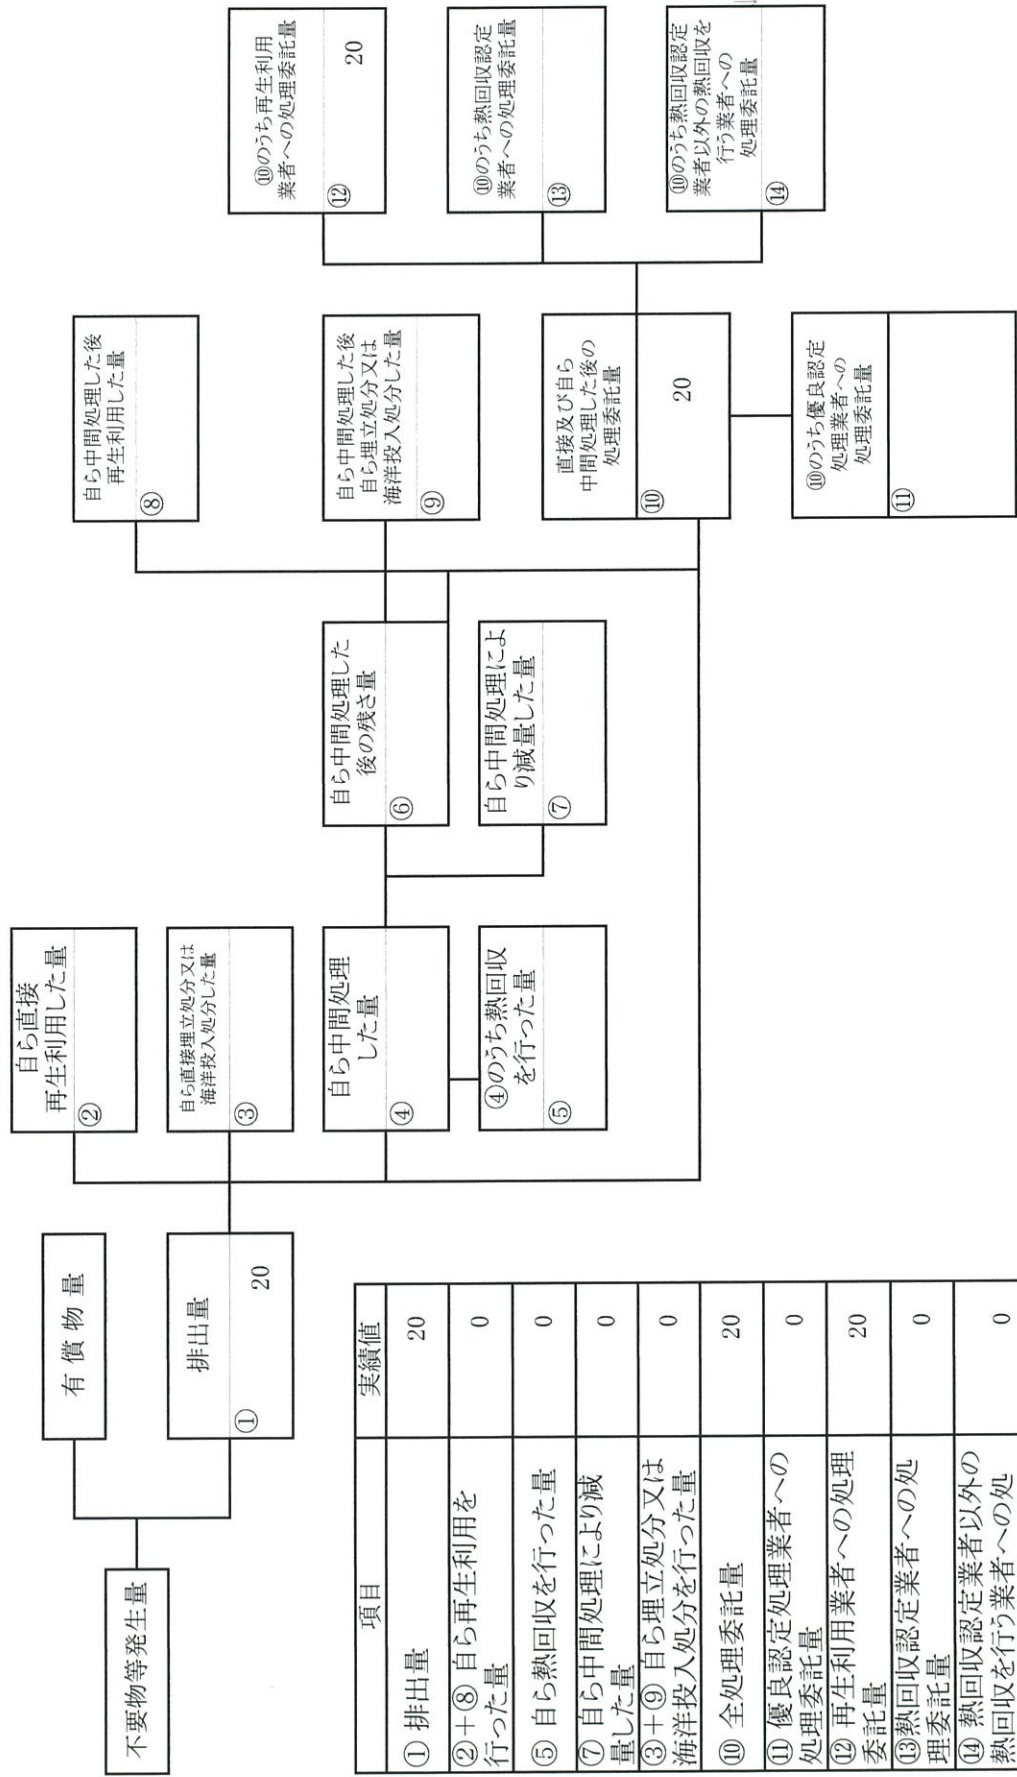 不要物等発生量
有償物量
排出量
① 20
自ら直接
再生利用した量
②
自ら直接埋立処分又は
海洋投入処分した量
③
自ら中間処理
した量
④
④のうち熱回収
を行った量
⑤
自ら中間処理した
後の残さ量
⑥
自ら中間処理によ
り減量した量
⑦
自ら中間処理した後
再生利用した量
⑧
自ら中間処理した後
自ら埋立処分又は
海洋投入処分した量
⑨
直接及び自ら
中間処理した後の
処理委託量
⑩ 20
⑩のうち優良認定
処理業者への
処理委託量
⑪
⑩のうち再生利用
業者への処理委託量
⑫ 20
⑩のうち熱回収認定
業者への処理委託量
⑬
⑩のうち熱回収認定
業者以外の熱回収を
行う業者への
処理委託量
⑭
項目 実績値
① 排出量 20
②+⑧ 自ら再生利用を
行った量 0
⑤ 自ら熱回収を行った量 0
⑦ 自ら中間処理により減
量した量 0
③+⑨ 自ら埋立処分又は
海洋投入処分を行った量 0
⑩ 全処理委託量 20
⑪ 優良認定処理業者への
処理委託量 0
⑫ 再生利用業者への処理
委託量 20
⑬熱回収認定業者への処
理委託量 0
⑭ 熱回収認定業者以外の
熱回収を行う業者への処 0